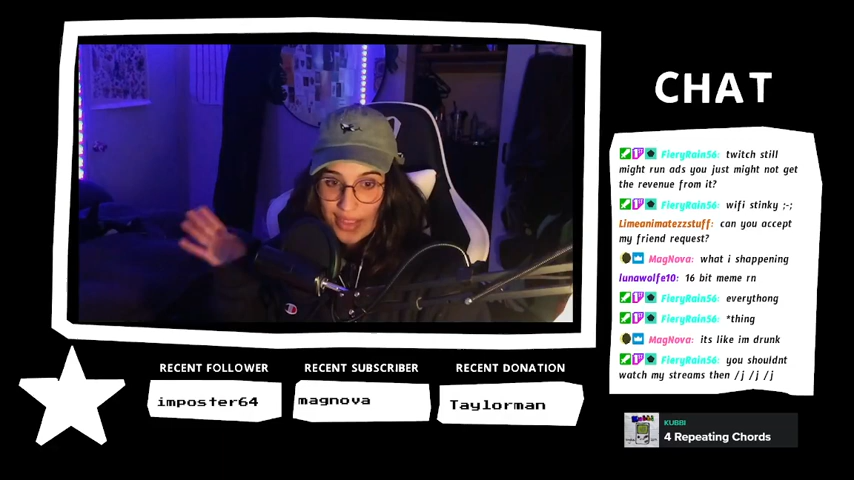 CHAT
FieryRain56: twitch still
might run ads you just might not get
the revenue from it?
FieryRain56: wifi stinky ;-;
Limeanimatezzstuff: can you accept
my friend request?
MagNova: what i shappening
lunawolfe10: 16 bit meme rn
FieryRain56: everythong
FieryRain56: *thing
MagNova: its like im drunk
FieryRain56: you shouldnt
watch my streams then /j /j /j
RECENT FOLLOWER
imposter64
RECENT SUBSCRIBER
magnova
RECENT DONATION
Taylorman
KUBBI
4 Repeating Chords